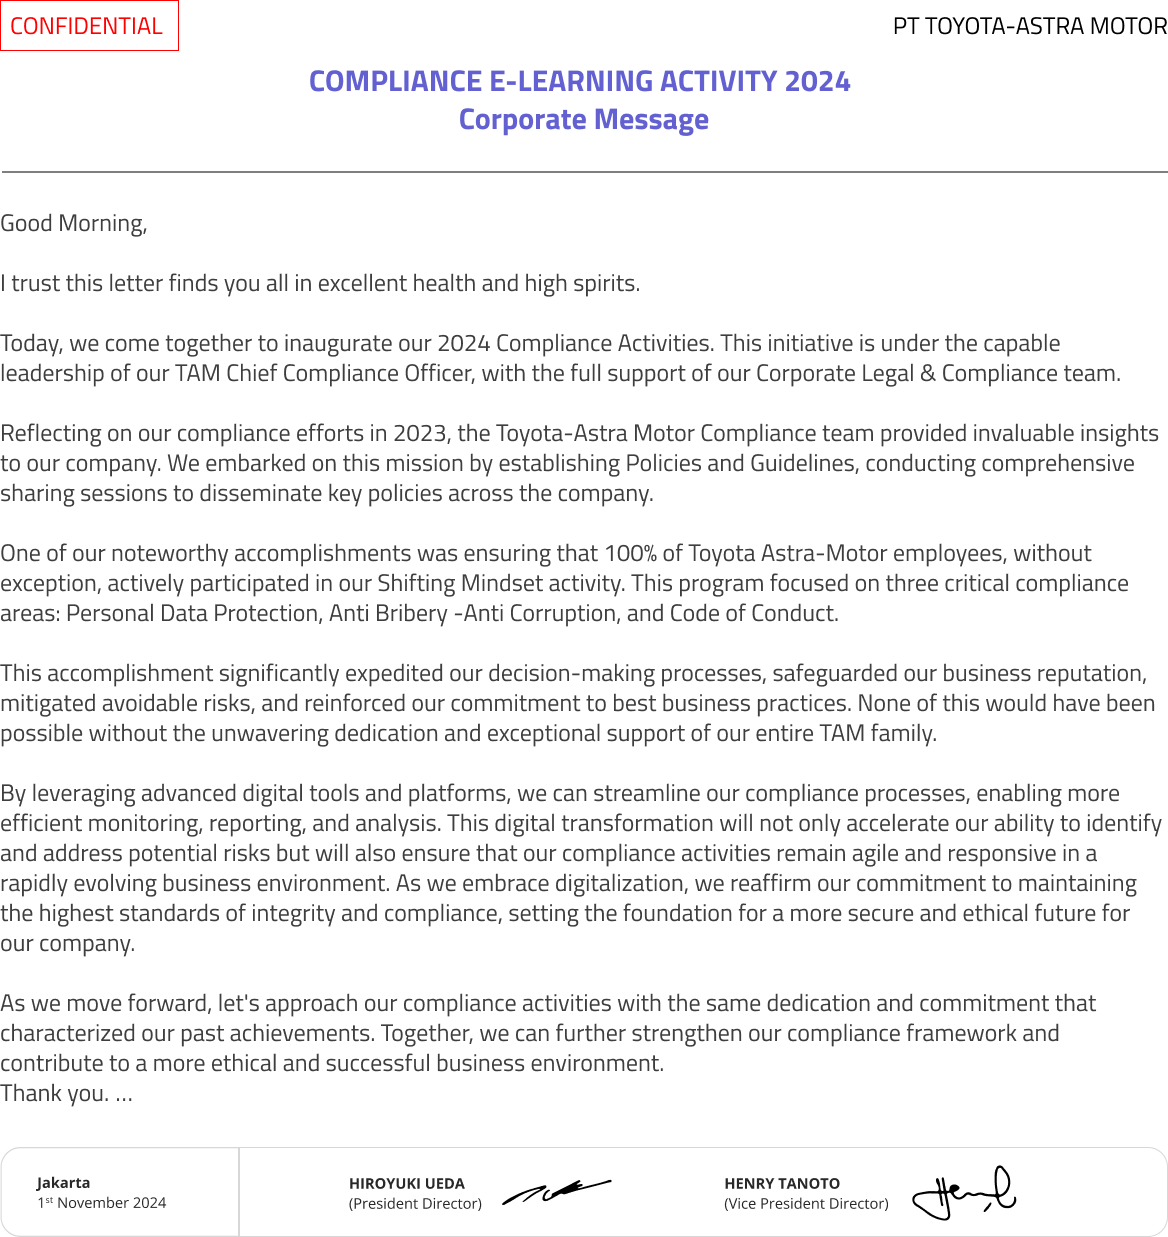 CONFIDENTIAL
PT TOYOTA-ASTRA MOTOR
COMPLIANCE E-LEARNING ACTIVITY 2024
Corporate Message
Good Morning,
I trust this letter finds you all in excellent health and high spirits.
Today, we come together to inaugurate our 2024 Compliance Activities. This initiative is under the capable
leadership of our TAM Chief Compliance Officer, with the full support of our Corporate Legal & Compliance team.
Reflecting on our compliance efforts in 2023, the Toyota-Astra Motor Compliance team provided invaluable insights
to our company. We embarked on this mission by establishing Policies and Guidelines, conducting comprehensive
sharing sessions to disseminate key policies across the company.
One of our noteworthy accomplishments was ensuring that 100% of Toyota Astra-Motor employees, without
exception, actively participated in our Shifting Mindset activity. This program focused on three critical compliance
areas: Personal Data Protection, Anti Bribery -Anti Corruption, and Code of Conduct.
This accomplishment significantly expedited our decision-making processes, safeguarded our business reputation,
mitigated avoidable risks, and reinforced our commitment to best business practices. None of this would have been
possible without the unwavering dedication and exceptional support of our entire TAM family.
By leveraging advanced digital tools and platforms, we can streamline our compliance processes, enabling more
efficient monitoring, reporting, and analysis. This digital transformation will not only accelerate our ability to identify
and address potential risks but will also ensure that our compliance activities remain agile and responsive in a
rapidly evolving business environment. As we embrace digitalization, we reaffirm our commitment to maintaining
the highest standards of integrity and compliance, setting the foundation for a more secure and ethical future for
our company.
As we move forward, let's approach our compliance activities with the same dedication and commitment that
characterized our past achievements. Together, we can further strengthen our compliance framework and
contribute to a more ethical and successful business environment.
Thank you. ...
Jakarta
1st November 2024
HIROYUKI UEDA
(President Director)
HENRY TANOTO
(Vice President Director)